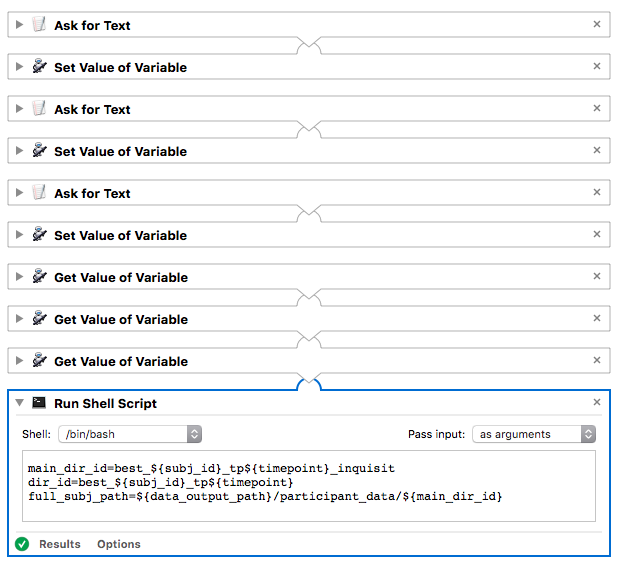 Ask for Text
Set Value of Variable
Ask for Text
Set Value of Variable
Ask for Text
Set Value of Variable
Get Value of Variable
Get Value of Variable
Get Value of Variable
Run Shell Script
Shell: /bin/bash Pass input: as arguments
main_dir_id=best_${subj_id}_tp${timepoint}_inquisit
dir_id=best_${subj_id}_tp${timepoint}
full_subj_path=${data_output_path}/participant_data/${main_dir_id}
Results Options